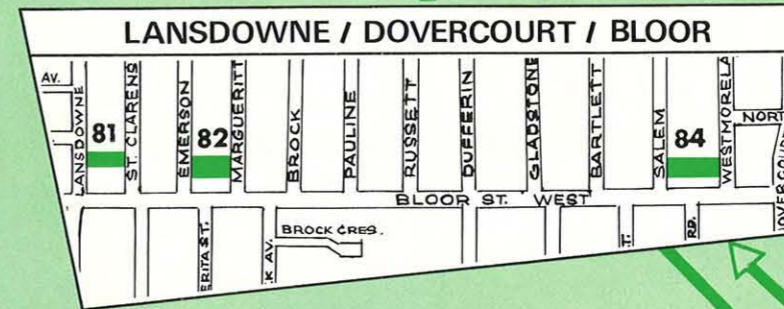 LANSDOWNE / DOVERCOURT / BLOOR
AV.
LANSDOWNE
81
ST. CLARENS
EMERSON
82
MARGUERITT
BROCK
PAULINE
RUSSETT
DUFFERIN
GLADSTONE
BARTLETT
SALEM
84
WESTMORELA
NORT
OVERCOU
BLOOR ST. WEST
ERITA ST.
K AV.
BROCK CRES.
T.
RD.